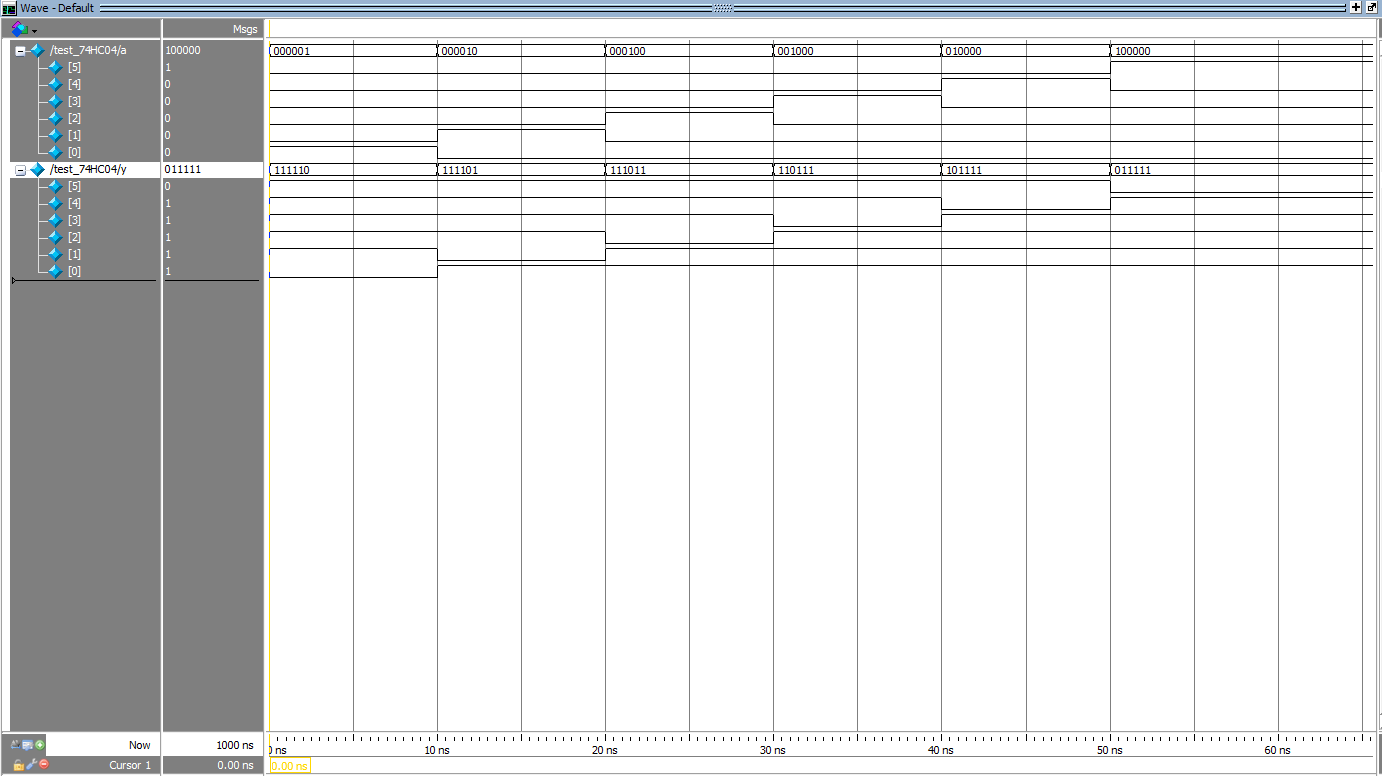 Wave - Default
Msgs
/test_74HC04/a 100000 000001 000010 000100 001000 010000 100000
[5] 1
[4] 0
[3] 0
[2] 0
[1] 0
[0] 0
/test_74HC04/y 011111 111110 111101 111011 110111 101111 011111
[5] 0
[4] 1
[3] 1
[2] 1
[1] 1
[0] 1
Now 1000 ns 0 ns 10 ns 20 ns 30 ns 40 ns 50 ns 60 ns
Cursor 1 0.00 ns 0.00 ns